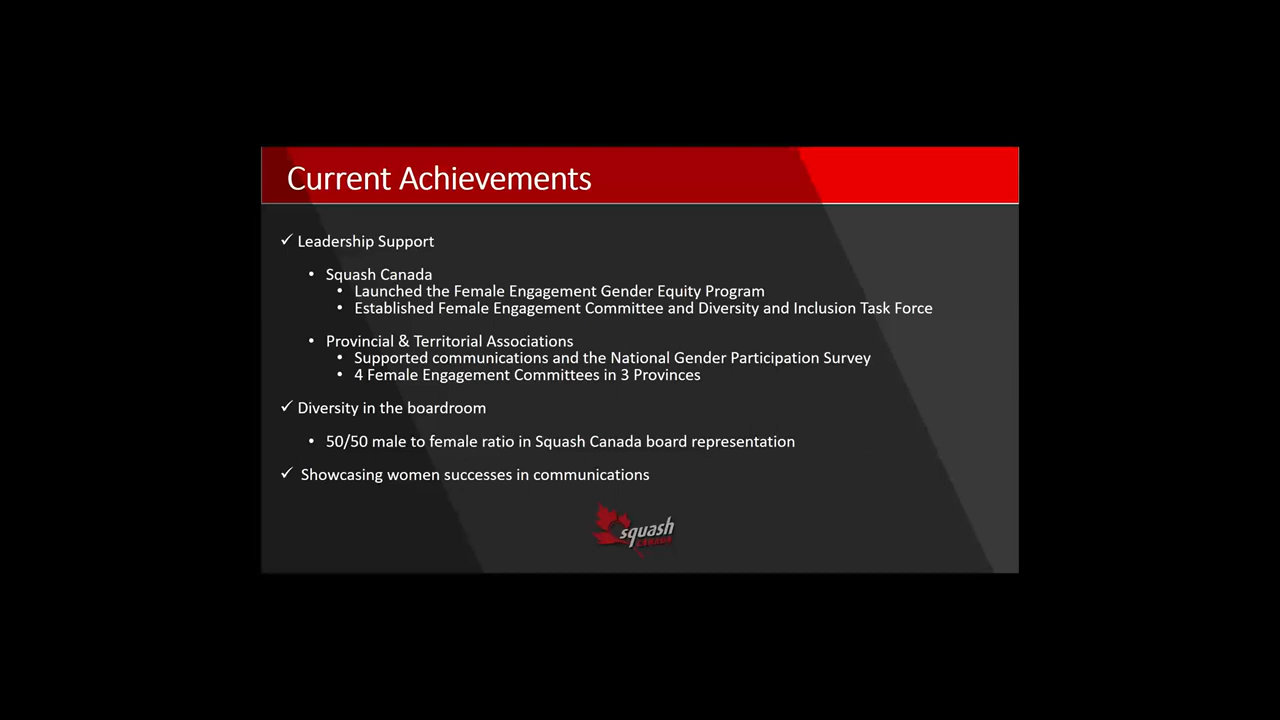 Current Achievements
✓ Leadership Support
• Squash Canada
• Launched the Female Engagement Gender Equity Program
• Established Female Engagement Committee and Diversity and Inclusion Task Force
• Provincial & Territorial Associations
• Supported communications and the National Gender Participation Survey
• 4 Female Engagement Committees in 3 Provinces
✓ Diversity in the boardroom
• 50/50 male to female ratio in Squash Canada board representation
✓ Showcasing women successes in communications
squash
CANADA